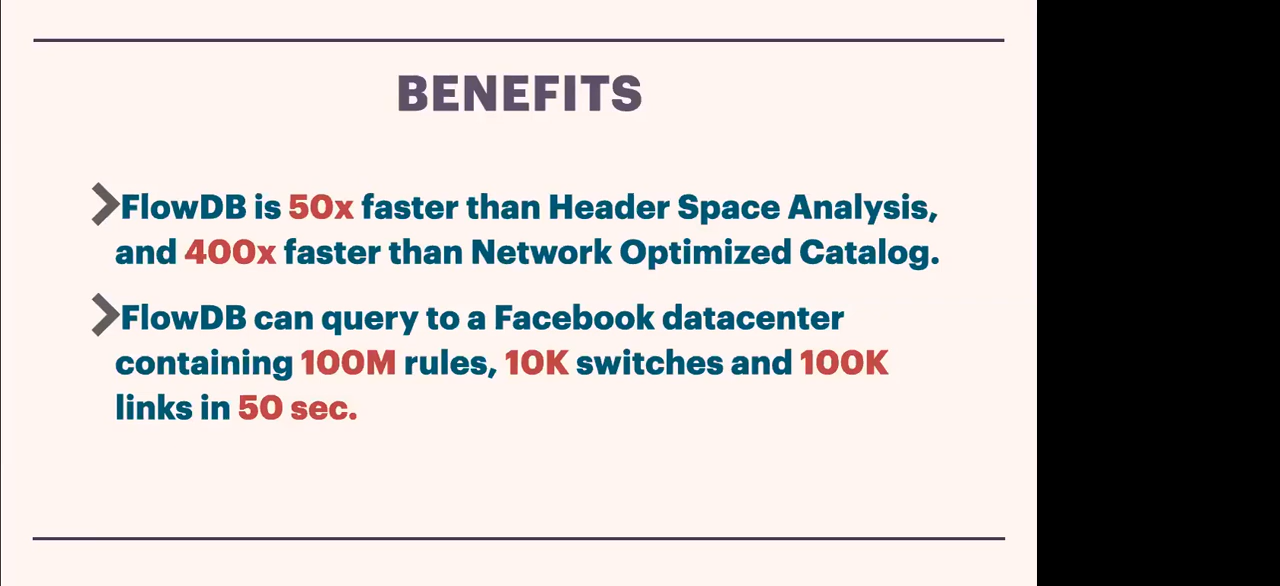 BENEFITS
FlowDB is 50x faster than Header Space Analysis,
and 400x faster than Network Optimized Catalog.
FlowDB can query to a Facebook datacenter
containing 100M rules, 10K switches and 100K
links in 50 sec.